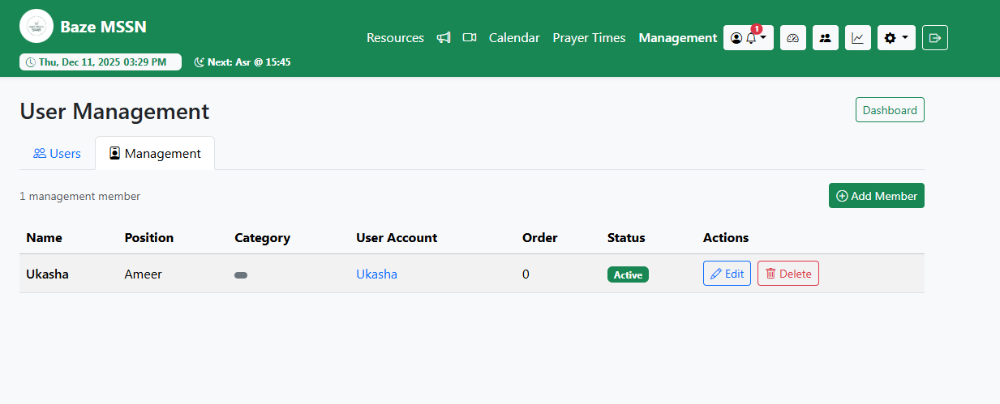 Baze MSSN
Resources Calendar Prayer Times Management 1
Thu, Dec 11, 2025 03:29 PM Next: Asr @ 15:45
User Management Dashboard
Users Management
1 management member Add Member
Name Position Category User Account Order Status Actions
Ukasha Ameer Ukasha 0 Active Edit Delete